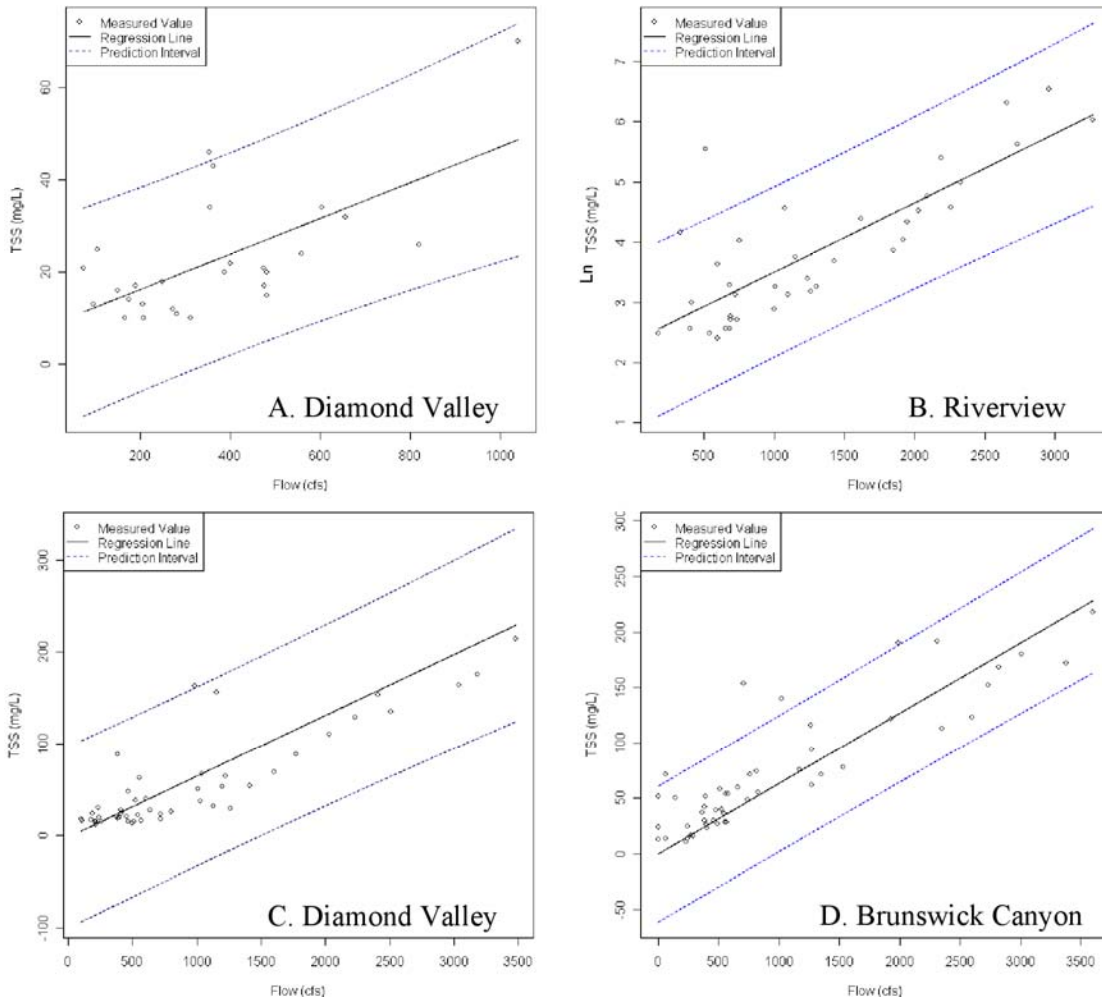 Measured Value
Regression Line
Prediction Interval
TSS (mg/L)
60
40
20
0
200
400
600
800
1000
Flow (cfs)
A. Diamond Valley
Measured Value
Regression Line
Prediction Interval
Ln TSS (mg/L)
7
6
5
4
3
2
1
500
1000
1500
2000
2500
3000
Flow (cfs)
B. Riverview
Measured Value
Regression Line
Prediction Interval
TSS (mg/L)
300
200
100
0
-100
0
500
1000
1500
2000
2500
3000
3500
Flow (cfs)
C. Diamond Valley
Measured Value
Regression Line
Prediction Interval
TSS (mg/L)
300
250
200
150
100
50
0
-50
0
500
1000
1500
2000
2500
3000
3500
Flow (cfs)
D. Brunswick Canyon